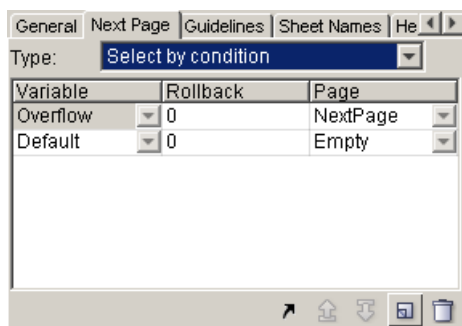 General Next Page Guidelines Sheet Names He
Type: Select by condition
Variable Rollback Page
Overflow 0 NextPage
Default 0 Empty